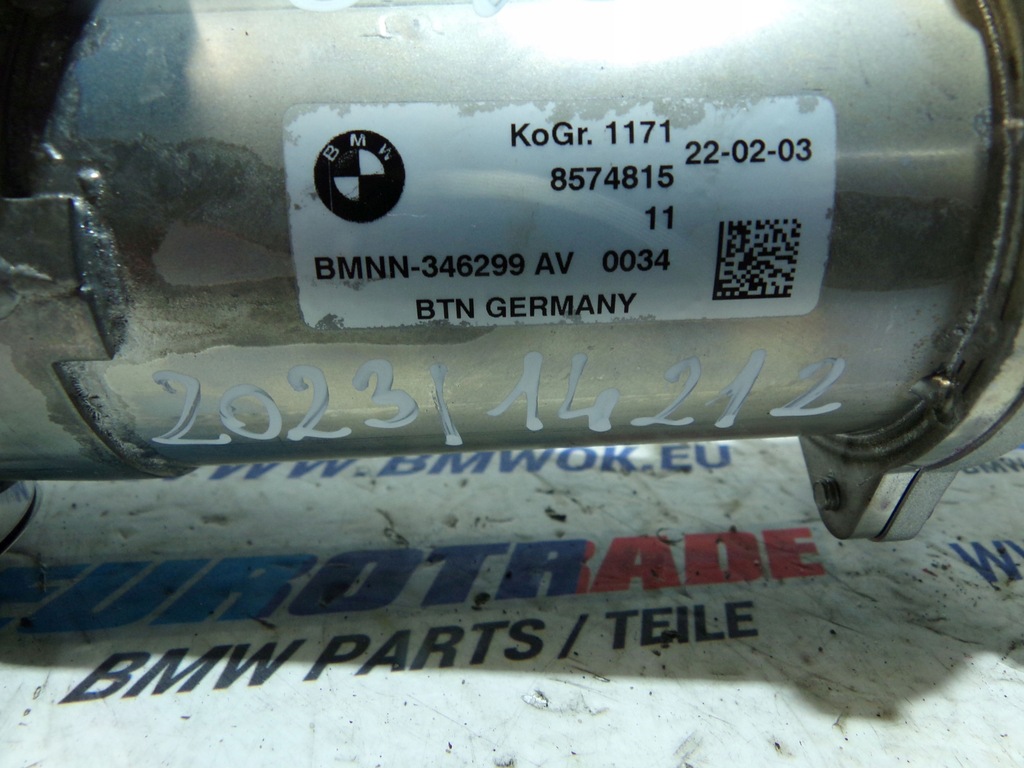 BMW
KoGr. 1171
22-02-03
8574815
11
BMNN-346299 AV 0034
BTN GERMANY
2023/14212
WWW.BMWOK.EU
EUROTRADE
BMW PARTS / TEILE